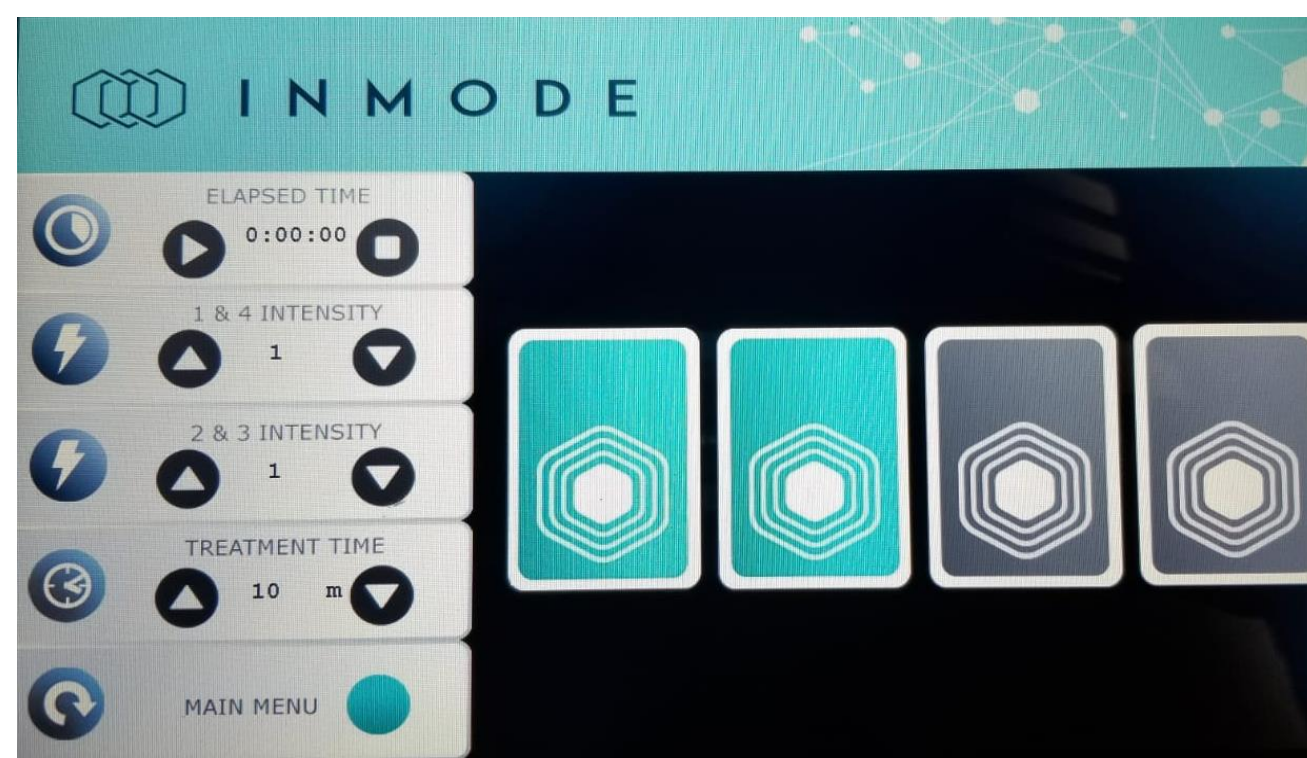 INMODE
ELAPSED TIME
0:00:00
1 & 4 INTENSITY
1
2 & 3 INTENSITY
1
TREATMENT TIME
10 m
MAIN MENU